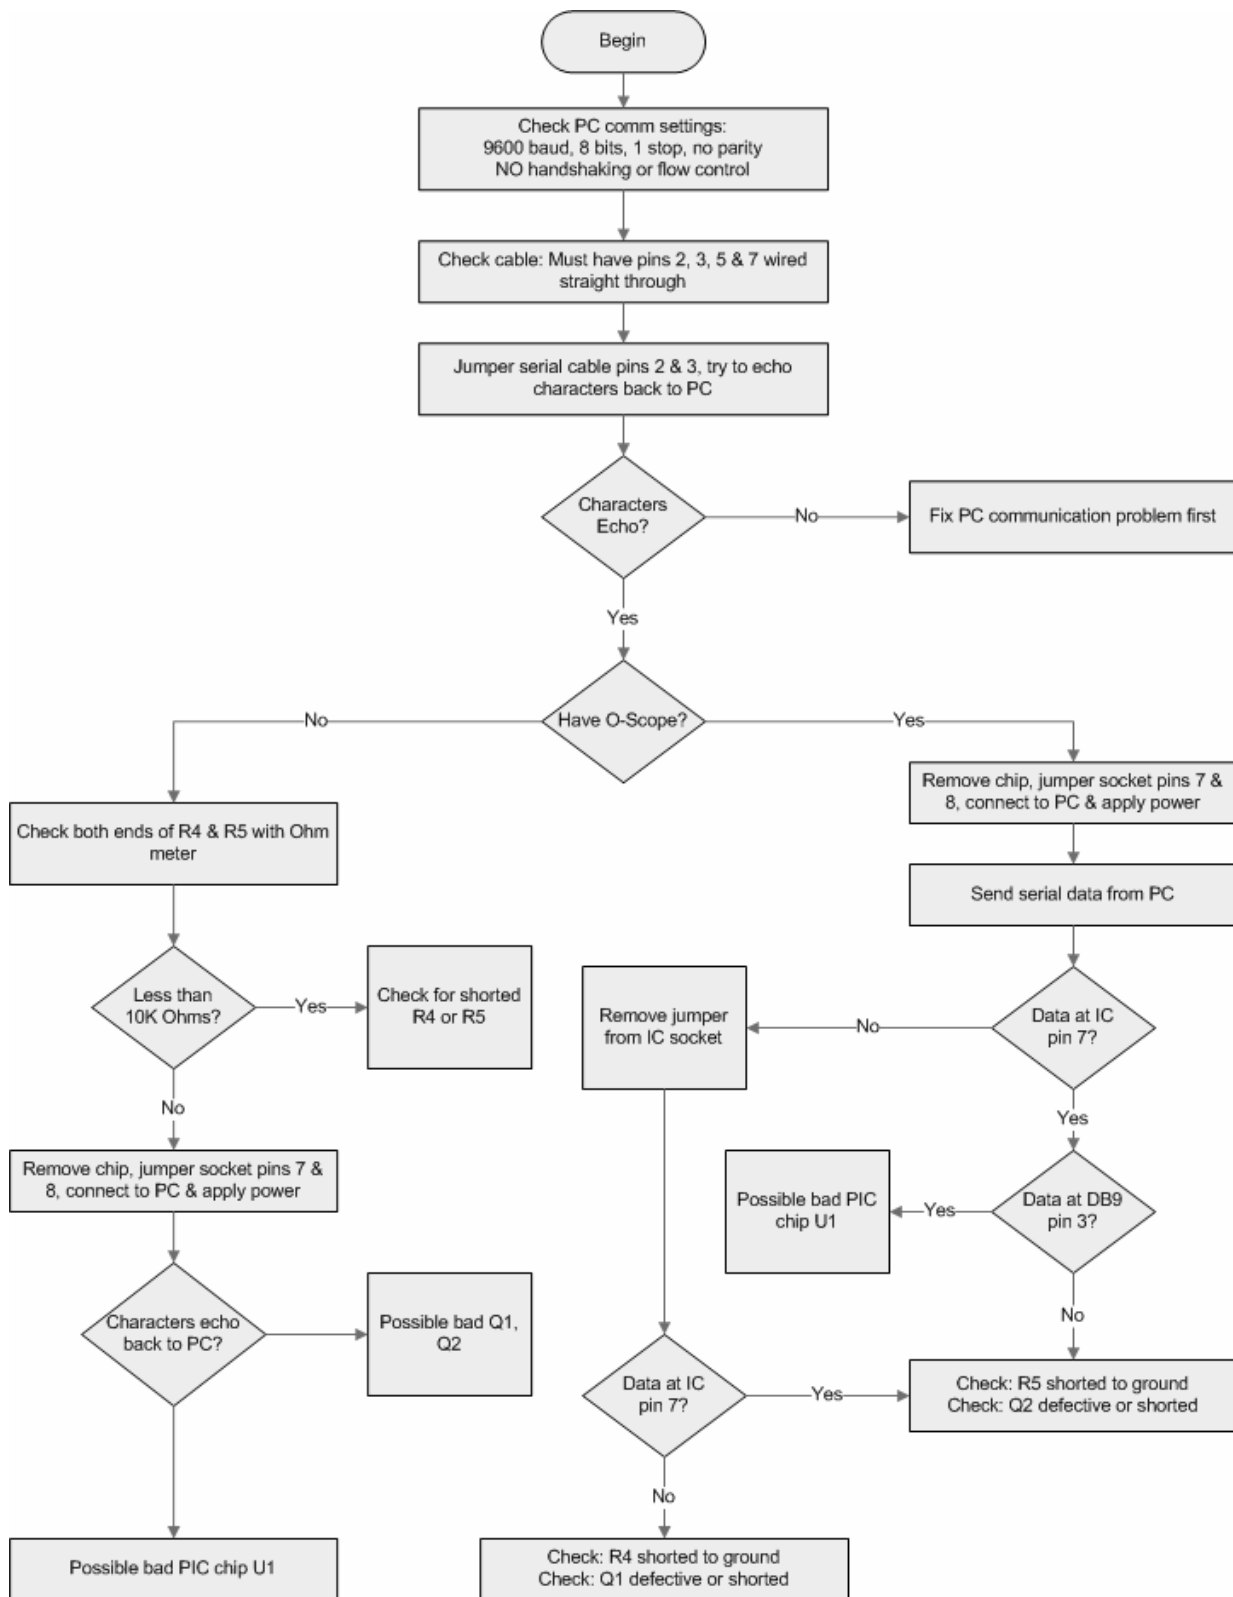 Begin
Check PC comm settings:
9600 baud, 8 bits, 1 stop, no parity
NO handshaking or flow control
Check cable: Must have pins 2, 3, 5 & 7 wired
straight through
Jumper serial cable pins 2 & 3, try to echo
characters back to PC
Characters
Echo?
No
Fix PC communication problem first
Yes
Have O-Scope?
No
Yes
Check both ends of R4 & R5 with Ohm
meter
Less than
10K Ohms?
Yes
Check for shorted
R4 or R5
No
Remove chip, jumper socket pins 7 &
8, connect to PC & apply power
Characters echo
back to PC?
Possible bad Q1,
Q2
Possible bad PIC chip U1
Remove chip, jumper socket pins 7 &
8, connect to PC & apply power
Send serial data from PC
Data at IC
pin 7?
No
Remove jumper
from IC socket
Yes
Data at DB9
pin 3?
Yes
Possible bad PIC
chip U1
No
Check: R5 shorted to ground
Check: Q2 defective or shorted
Data at IC
pin 7?
Yes
No
Check: R4 shorted to ground
Check: Q1 defective or shorted